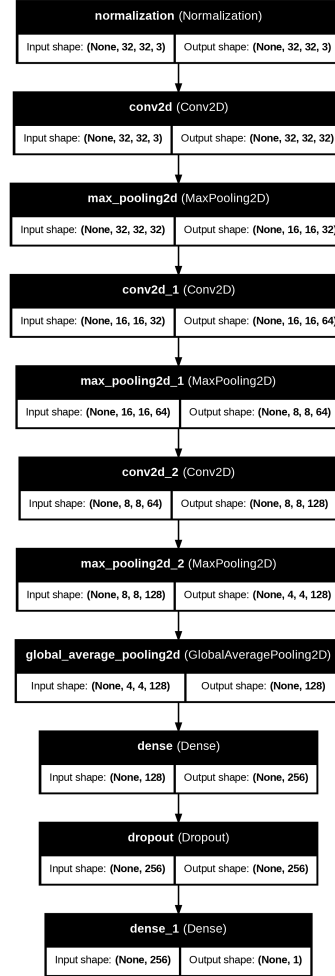 normalization (Normalization)
Input shape: (None, 32, 32, 3) Output shape: (None, 32, 32, 3)
conv2d (Conv2D)
Input shape: (None, 32, 32, 3) Output shape: (None, 32, 32, 32)
max_pooling2d (MaxPooling2D)
Input shape: (None, 32, 32, 32) Output shape: (None, 16, 16, 32)
conv2d_1 (Conv2D)
Input shape: (None, 16, 16, 32) Output shape: (None, 16, 16, 64)
max_pooling2d_1 (MaxPooling2D)
Input shape: (None, 16, 16, 64) Output shape: (None, 8, 8, 64)
conv2d_2 (Conv2D)
Input shape: (None, 8, 8, 64) Output shape: (None, 8, 8, 128)
max_pooling2d_2 (MaxPooling2D)
Input shape: (None, 8, 8, 128) Output shape: (None, 4, 4, 128)
global_average_pooling2d (GlobalAveragePooling2D)
Input shape: (None, 4, 4, 128) Output shape: (None, 128)
dense (Dense)
Input shape: (None, 128) Output shape: (None, 256)
dropout (Dropout)
Input shape: (None, 256) Output shape: (None, 256)
dense_1 (Dense)
Input shape: (None, 256) Output shape: (None, 1)